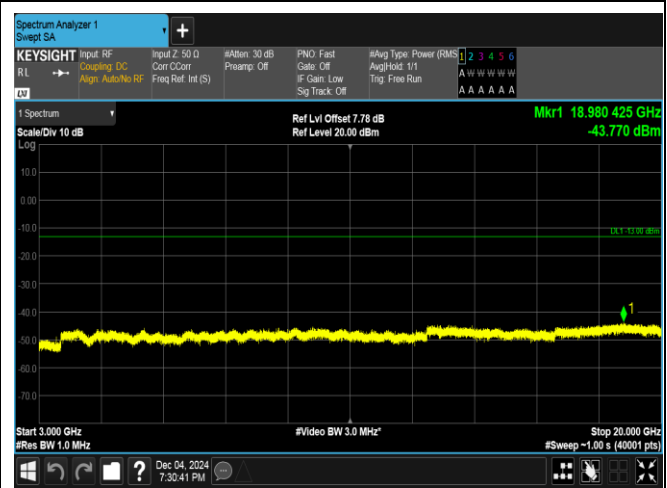 Spectrum Analyzer 1
Swept SA
+
KEYSIGHT Input: RF Input Z: 50 Ω #Atten: 30 dB PNO: Fast #Avg Type: Power (RMS 1 2 3 4 5 6
RL Coupling: DC Corr CCorr Preamp: Off Gate: Off Avg|Hold: 1/1 A W W W W W
Align: Auto/No RF Freq Ref: Int (S) IF Gain: Low Trig: Free Run
LXI Sig Track: Off A A A A A A
1 Spectrum Ref Lvl Offset 7.78 dB Mkr1 18.980 425 GHz
Scale/Div 10 dB Ref Level 20.00 dBm -43.770 dBm
Log
10.0
0.00
-10.0
DL1 -13.00 dBm
-20.0
-30.0
-40.0
1
-50.0
-60.0
-70.0
Start 3.000 GHz #Video BW 3.0 MHz* Stop 20.000 GHz
#Res BW 1.0 MHz #Sweep ~1.00 s (40001 pts)
? Dec 04, 2024
7:30:41 PM